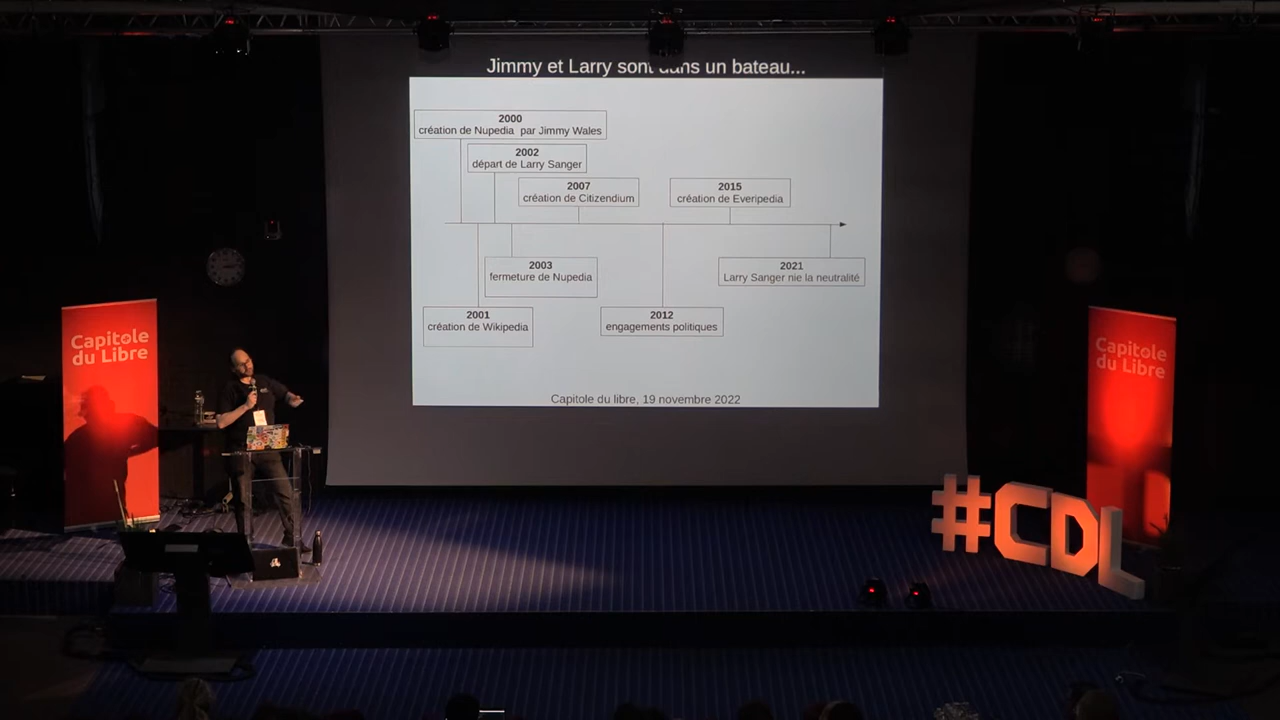 Jimmy et Larry sont dans un bateau...
2000
création de Nupedia par Jimmy Wales
2002
départ de Larry Sanger
2007
création de Citizendium
2015
création de Everipedia
2003
fermeture de Nupedia
2021
Larry Sanger nie la neutralité
2001
création de Wikipedia
2012
engagements politiques
Capitole du libre, 19 novembre 2022
Capitole
du Libre
Capitole
du Libre
#CDL